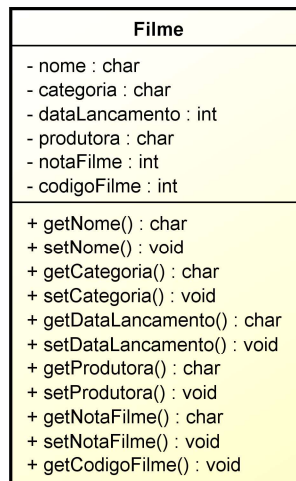 Filme
- nome : char
- categoria : char
- dataLancamento : int
- produtora : char
- notaFilme : int
- codigoFilme : int
+ getNome() : char
+ setNome() : void
+ getCategoria() : char
+ setCategoria() : void
+ getDataLancamento() : char
+ setDataLancamento() : void
+ getProdutora() : char
+ setProdutora() : void
+ getNotaFilme() : char
+ setNotaFilme() : void
+ getCodigoFilme() : void